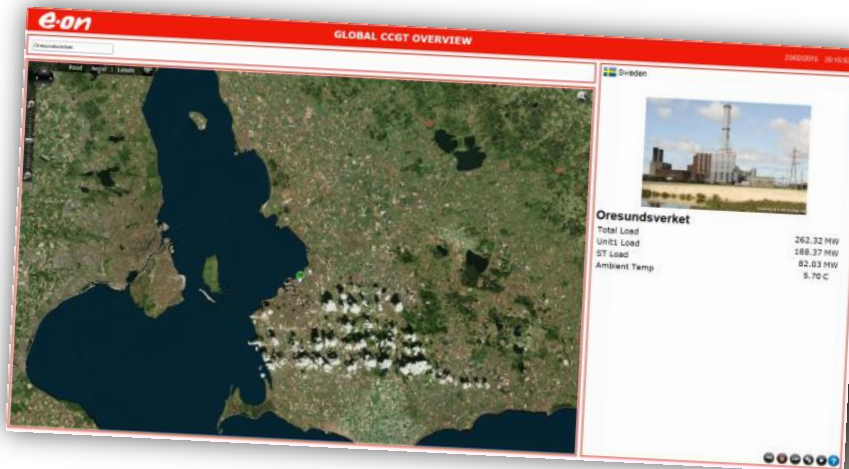 e·on
GLOBAL CCGT OVERVIEW
Oresundsverket
Road Aerial Labels
Sweden
Oresundsverket
Total Load 262.32 MW
Unit1 Load 188.37 MW
ST Load 82.03 MW
Ambient Temp 5.70 C